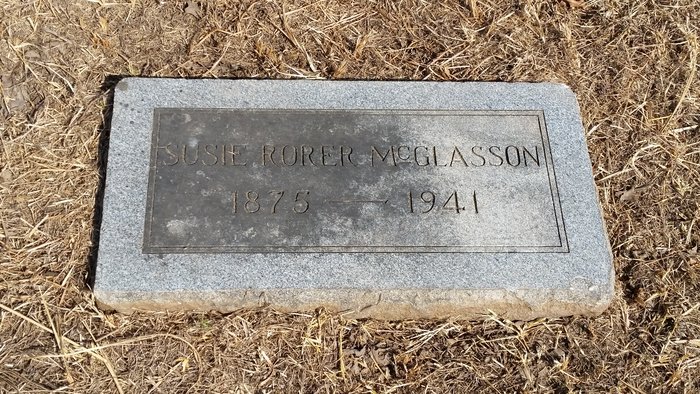 SUSIE RORER McGLASSON
1875 — 1941